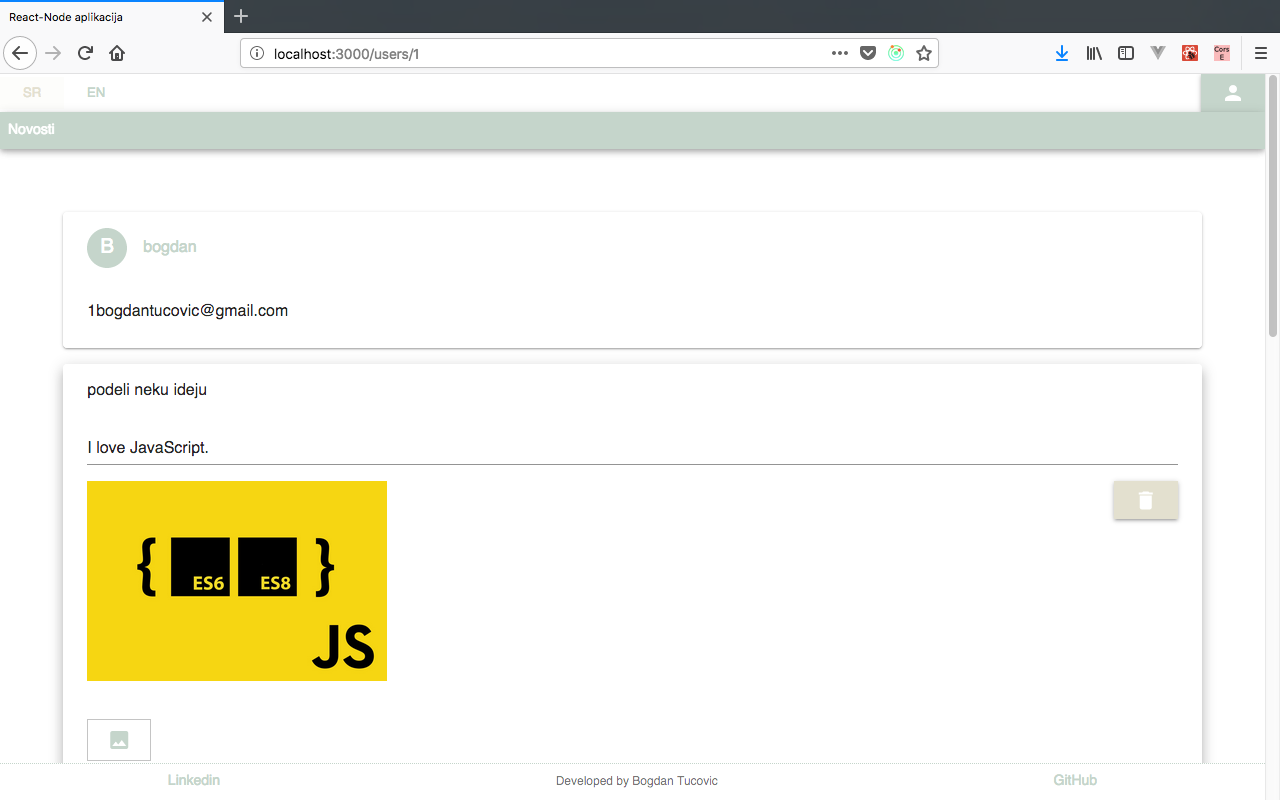 React-Node aplikacija
localhost:3000/users/1
Cors
E
SR
EN
Novosti
B
bogdan
1bogdantucovic@gmail.com
podeli neku ideju
I love JavaScript.
{ ES6 ES8 }
JS
Linkedin
Developed by Bogdan Tucovic
GitHub